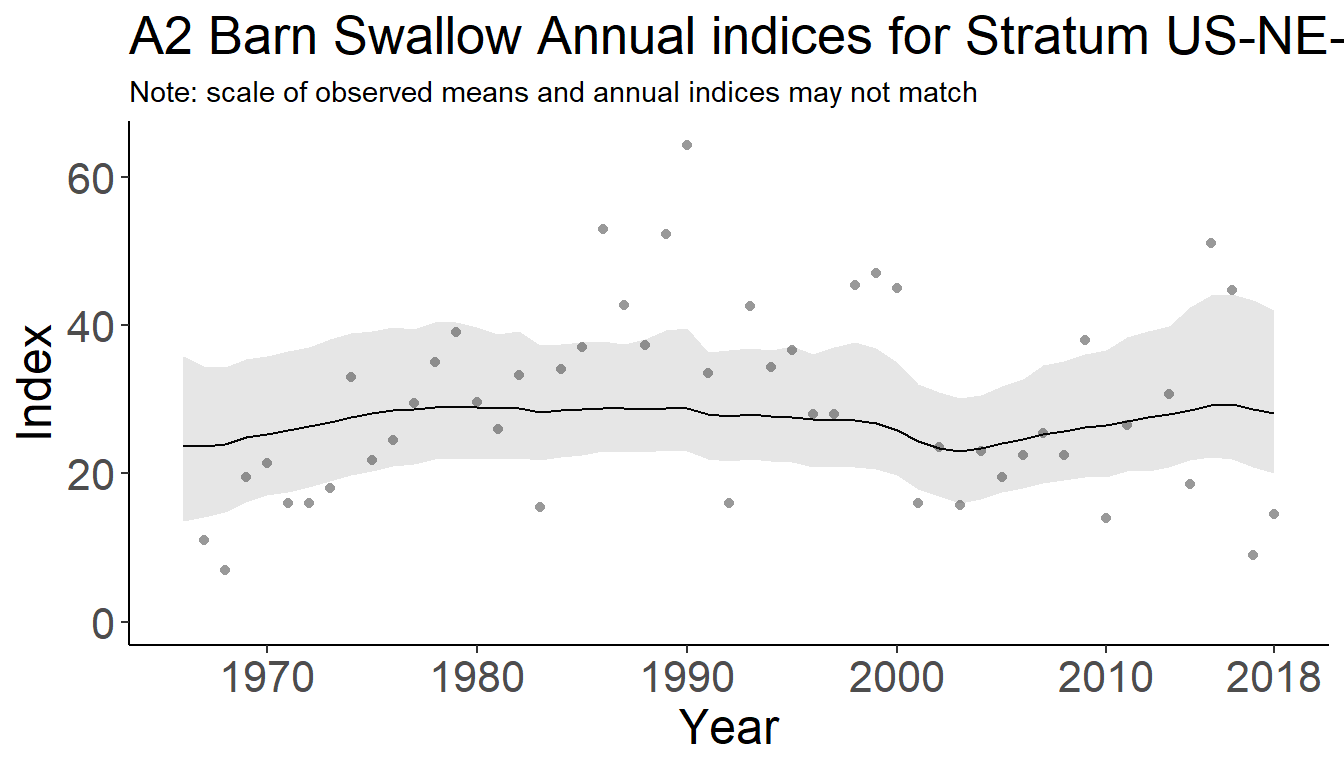 A2 Barn Swallow Annual indices for Stratum US-NE-
Note: scale of observed means and annual indices may not match
60
40
20
0
Index
1970 1980 1990 2000 2010 2018
Year